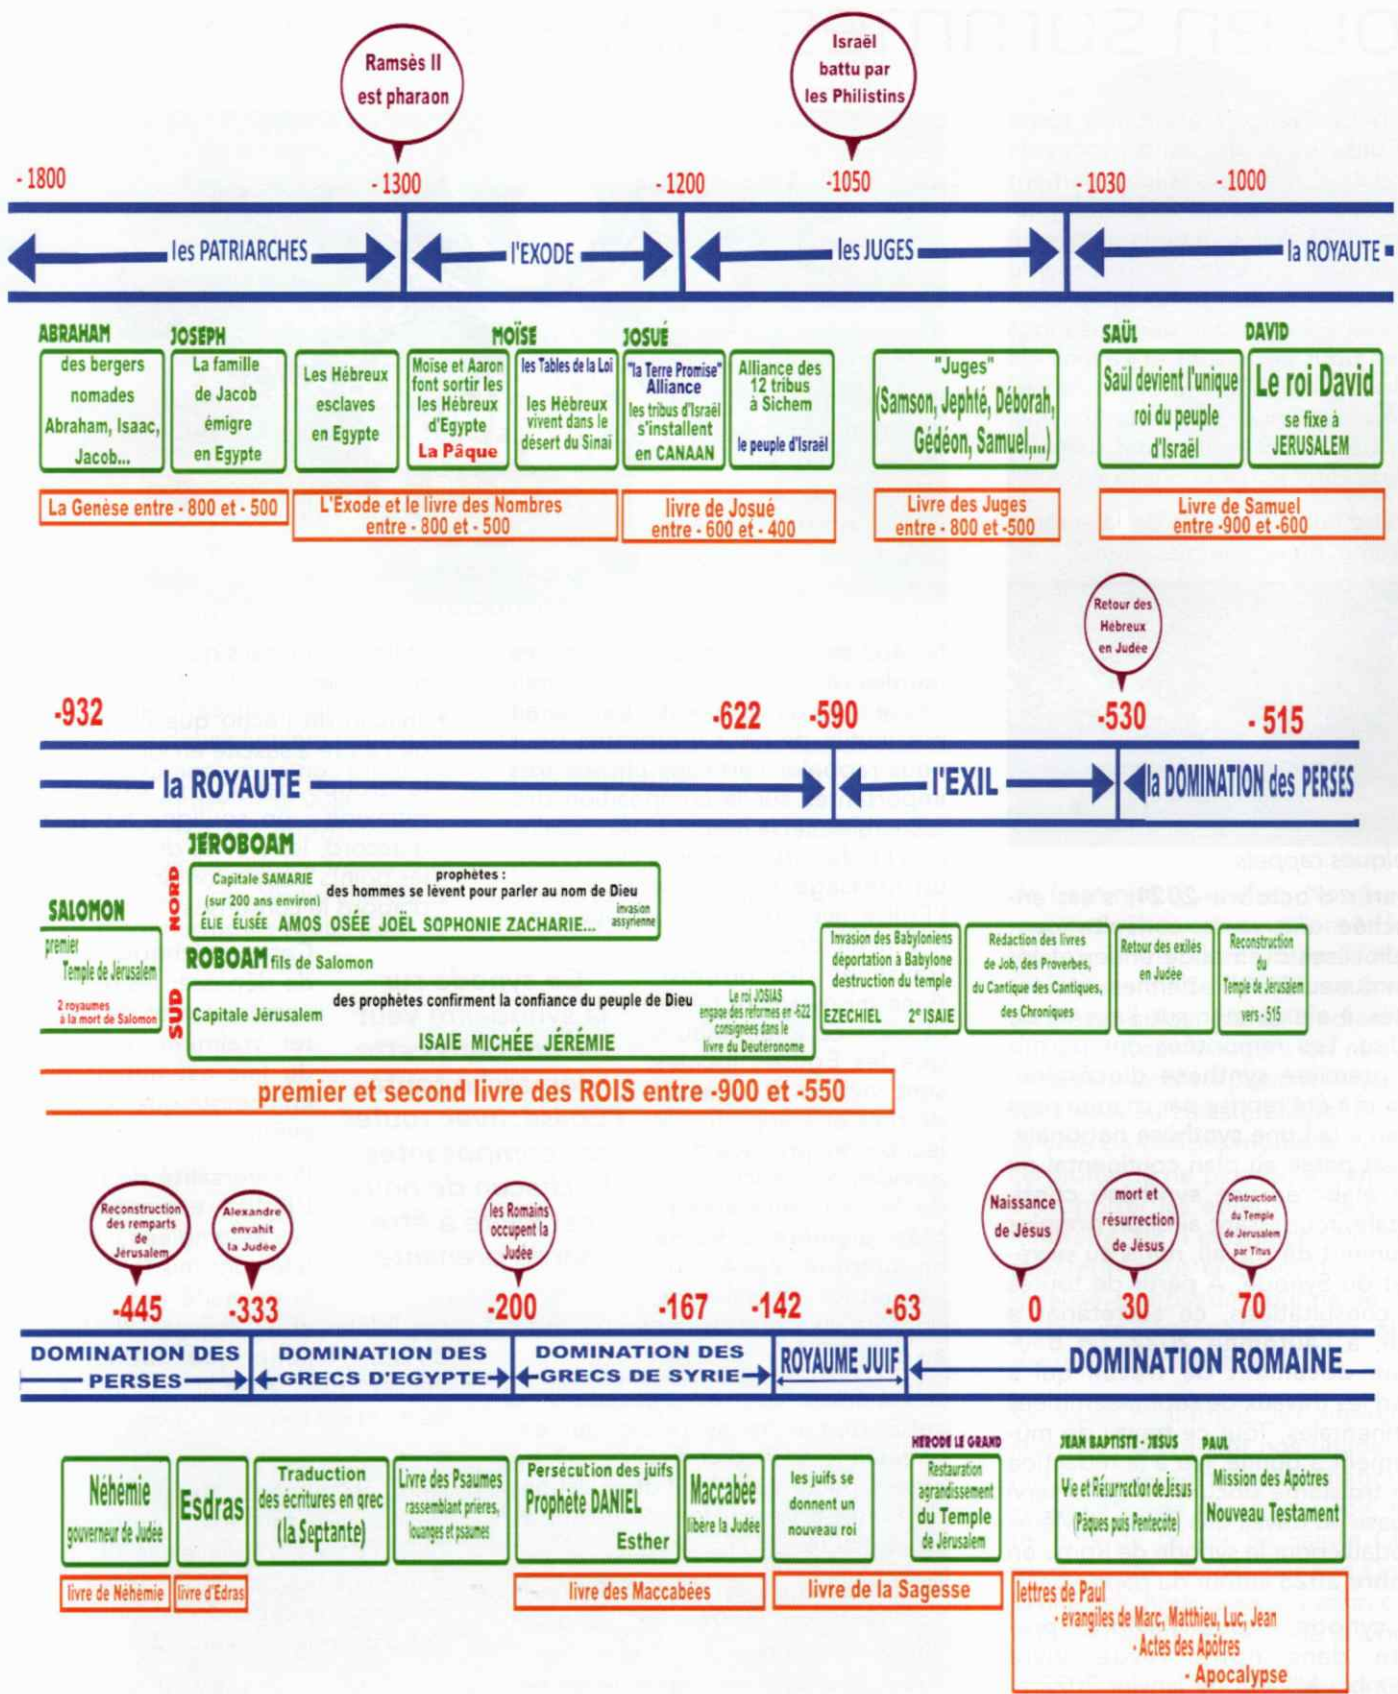 Ramsès II
est pharaon
Israël
battu par
les Philistins
- 1800
-1300
- 1200
-1050
- 1030
-1000
les PATRIARCHES
l'EXODE
les JUGES
la ROYAUTE
ABRAHAM
des bergers
nomades
Abraham, Isaac,
Jacob...
JOSEPH
La famille
de Jacob
émigre
en Egypte
Les Hébreux
esclaves
en Egypte
MOÏSE
Moïse et Aaron
font sortir les
les Hébreux
d'Egypte
La Pâque
les Tables de la Loi
les Hébreux
vivent dans le
désert du Sinaï
JOSUÉ
"la Terre Promise"
Alliance
les tribus d'Israël
s'installent
en CANAAN
Alliance des
12 tribus
à Sichem
le peuple d'Israël
"Juges"
(Samson, Jephté, Déborah,
Gédéon, Samuel,...)
SAÜL
Saül devient l'unique
roi du peuple
d'Israël
DAVID
Le roi David
se fixe à
JERUSALEM
La Genèse entre - 800 et - 500
L'Exode et le livre des Nombres
entre - 800 et - 500
livre de Josué
entre - 600 et - 400
Livre des Juges
entre - 800 et -500
Livre de Samuel
entre -900 et -600
Retour des
Hébreux
en Judée
-932
-622
-590
-530
- 515
la ROYAUTE
l'EXIL
la DOMINATION des PERSES
SALOMON
premier
Temple de Jérusalem
2 royaumes
à la mort de Salomon
NORD
JÉROBOAM
Capitale SAMARIE
(sur 200 ans environ)
prophètes :
des hommes se lèvent pour parler au nom de Dieu
ÉLIE ÉLISÉE AMOS OSÉE JOËL SOPHONIE ZACHARIE...
invasion
assyrienne
SUD
ROBOAM fils de Salomon
Capitale Jérusalem
des prophètes confirment la confiance du peuple de Dieu
ISAIE MICHÉE JÉRÉMIE
Le roi JOSIAS
engage des reformes en -622
consignées dans le
livre du Deutéronome
Invasion des Babyloniens
déportation à Babylone
destruction du temple
EZECHIEL 2e ISAIE
Rédaction des livres
de Job, des Proverbes,
du Cantique des Cantiques,
des Chroniques
Retour des exilés
en Judée
Reconstruction
du
Temple de Jérusalem
vers -515
premier et second livre des ROIS entre -900 et -550
Reconstruction
des remparts
de
Jérusalem
Alexandre
envahit
la Judée
les Romains
occupent la
Judée
Naissance
de Jésus
mort et
résurrection
de Jésus
Destruction
du Temple
de Jerusalem
par Titus
-445
-333
-200
-167
-142
-63
0
30
70
DOMINATION DES
PERSES
DOMINATION DES
GRECS D'EGYPTE
DOMINATION DES
GRECS DE SYRIE
ROYAUME JUIF
DOMINATION ROMAINE
Néhémie
gouverneur de Judée
Esdras
Traduction
des écritures en grec
(la Septante)
Livre des Psaumes
rassemblant prières,
louanges et psaumes
Persécution des juifs
Prophète DANIEL
Esther
Maccabée
libère la Judée
les juifs se
donnent un
nouveau roi
HERODE LE GRAND
Restauration
agrandissement
du Temple
de Jérusalem
JEAN BAPTISTE - JESUS
Vie et Résurrection de Jésus
(Pâques puis Pentecôte)
PAUL
Mission des Apôtres
Nouveau Testament
livre de Néhémie
livre d'Edras
livre des Maccabées
livre de la Sagesse
lettres de Paul
- évangiles de Marc, Matthieu, Luc, Jean
- Actes des Apôtres
- Apocalypse